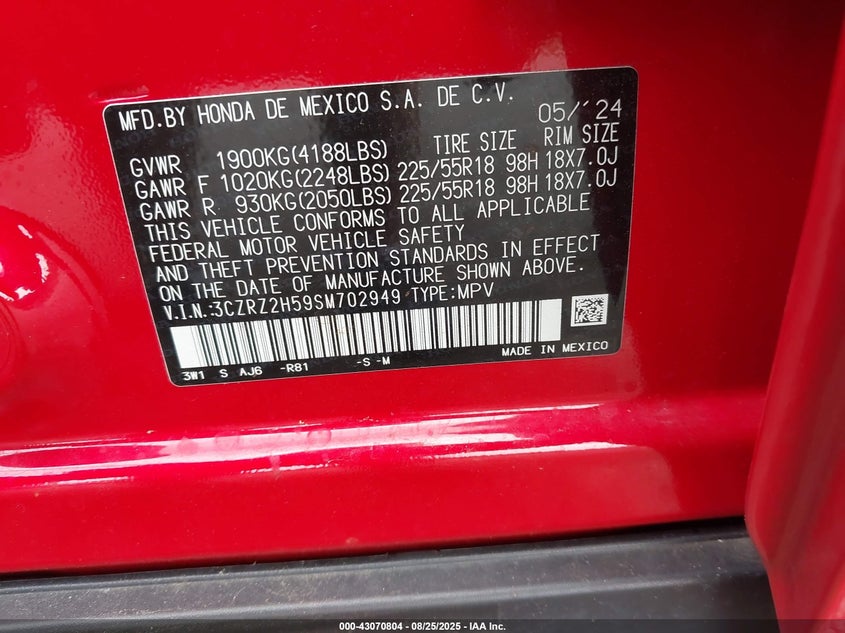 MFD.BY HONDA DE MEXICO S.A. DE C.V. 05/'24
TIRE SIZE RIM SIZE
GVWR 1900KG(4188LBS)
GAWR F 1020KG(2248LBS) 225/55R18 98H 18X7.0J
GAWR R 930KG(2050LBS) 225/55R18 98H 18X7.0J
THIS VEHICLE CONFORMS TO ALL APPLICABLE
FEDERAL MOTOR VEHICLE SAFETY
AND THEFT PREVENTION STANDARDS IN EFFECT
ON THE DATE OF MANUFACTURE SHOWN ABOVE.
V.I.N.:3CZRZ2H59SM702949 TYPE:MPV
3W1 S AJ6 -R81 -S -M MADE IN MEXICO
000-43070804 - 08/25/2025 - IAA Inc.